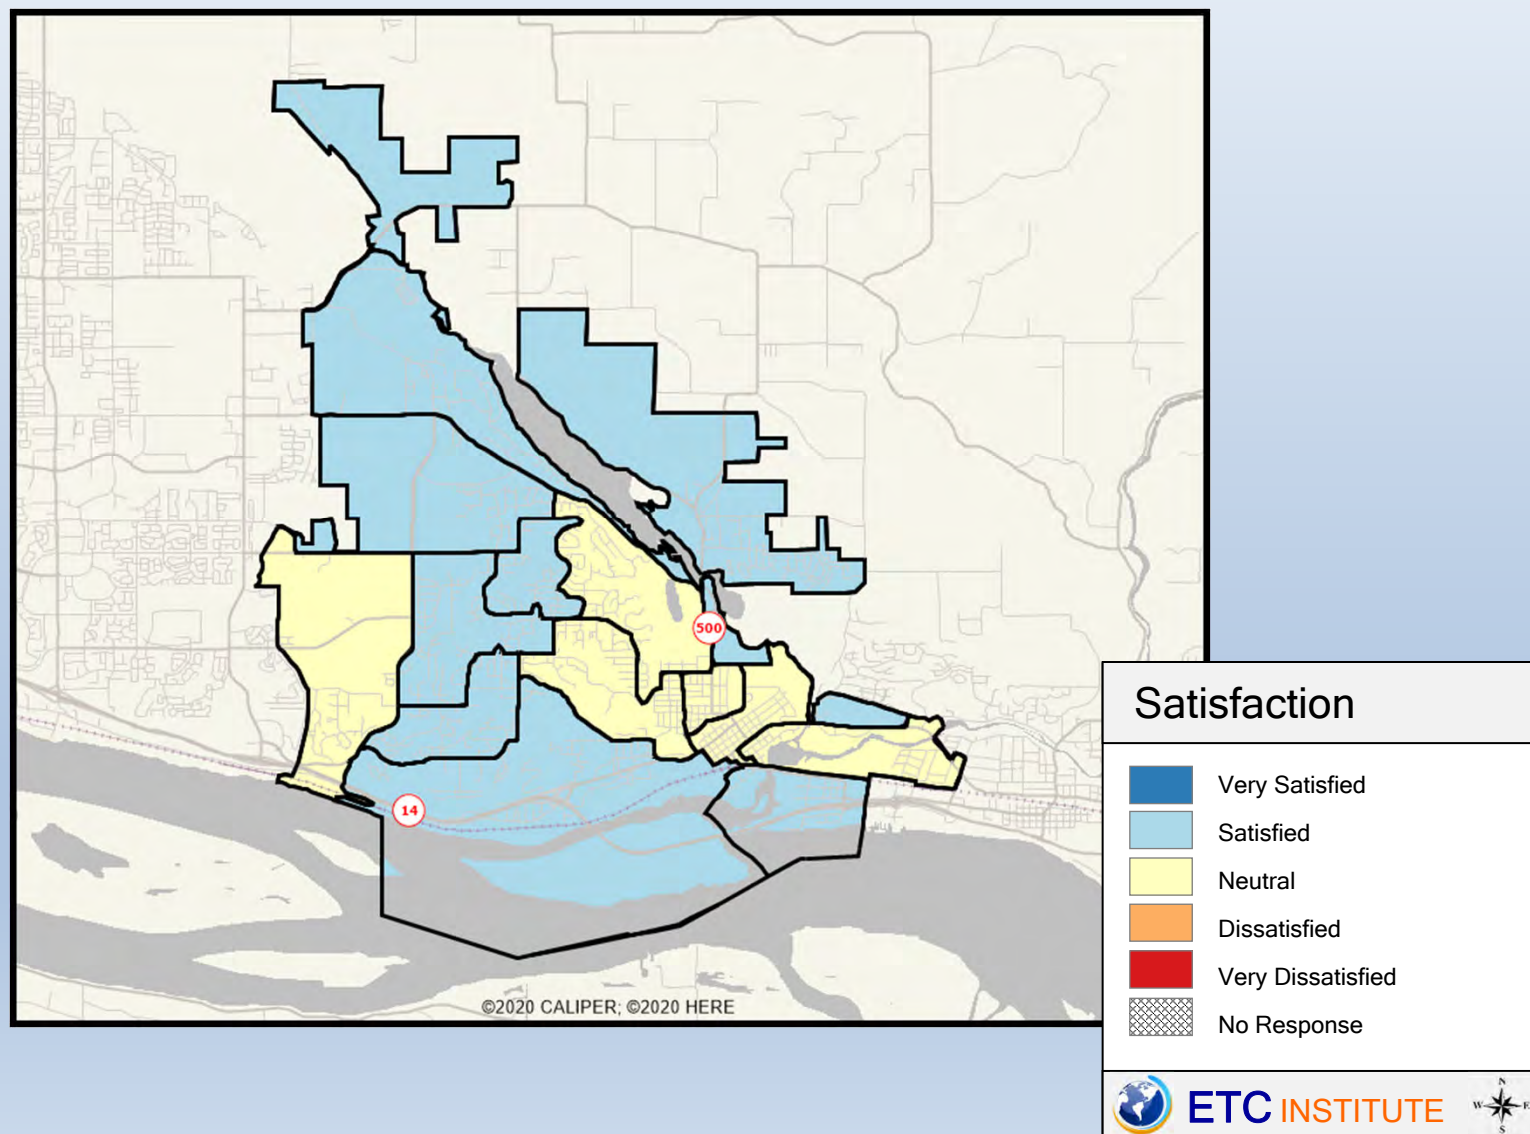 500
14
©2020 CALIPER; ©2020 HERE
Satisfaction
Very Satisfied
Satisfied
Neutral
Dissatisfied
Very Dissatisfied
No Response
ETC INSTITUTE
N
W E
S